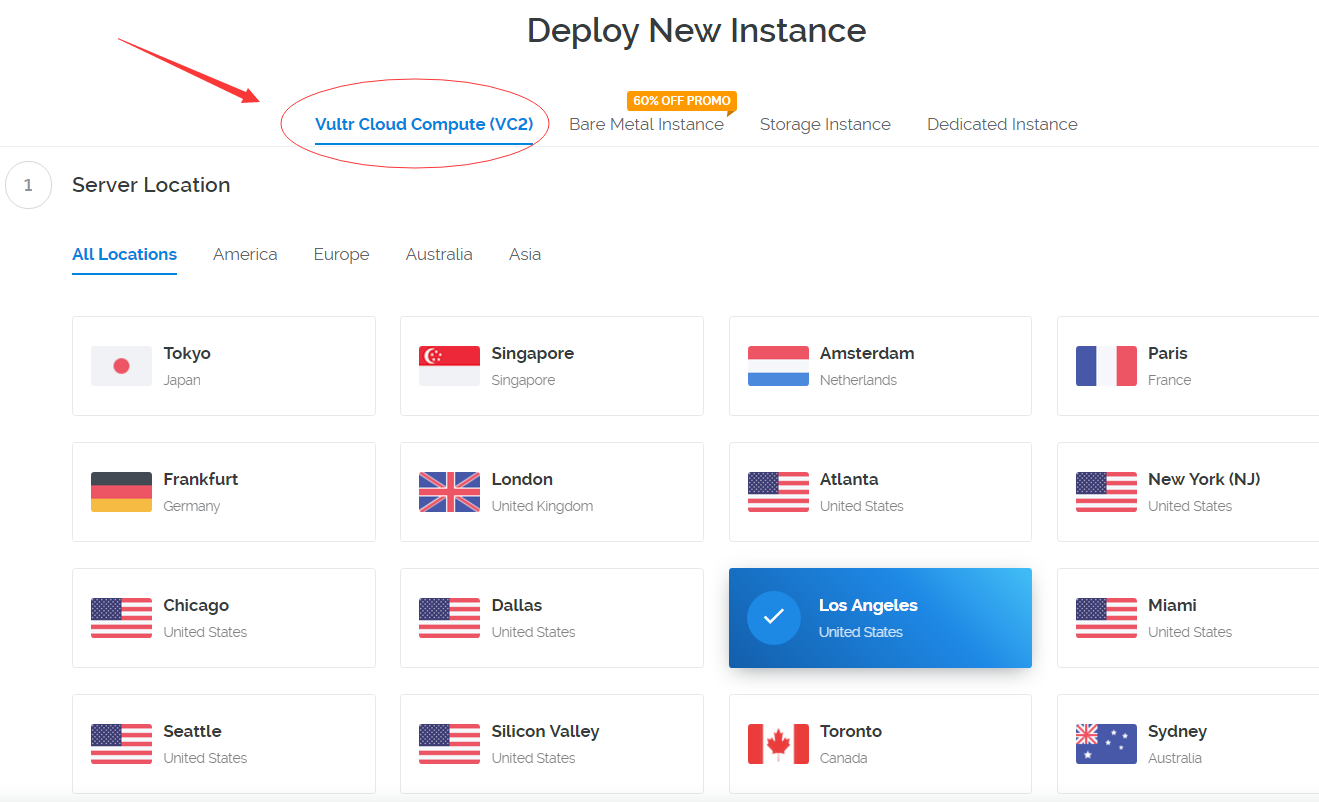 Deploy New Instance
60% OFF PROMO
Vultr Cloud Compute (VC2) Bare Metal Instance Storage Instance Dedicated Instance
1 Server Location
All Locations America Europe Australia Asia
Tokyo Singapore Amsterdam Paris
Japan Singapore Netherlands France
Frankfurt London Atlanta New York (NJ)
Germany United Kingdom United States United States
Chicago Dallas Los Angeles Miami
United States United States United States United States
Seattle Silicon Valley Toronto Sydney
United States United States Canada Australia